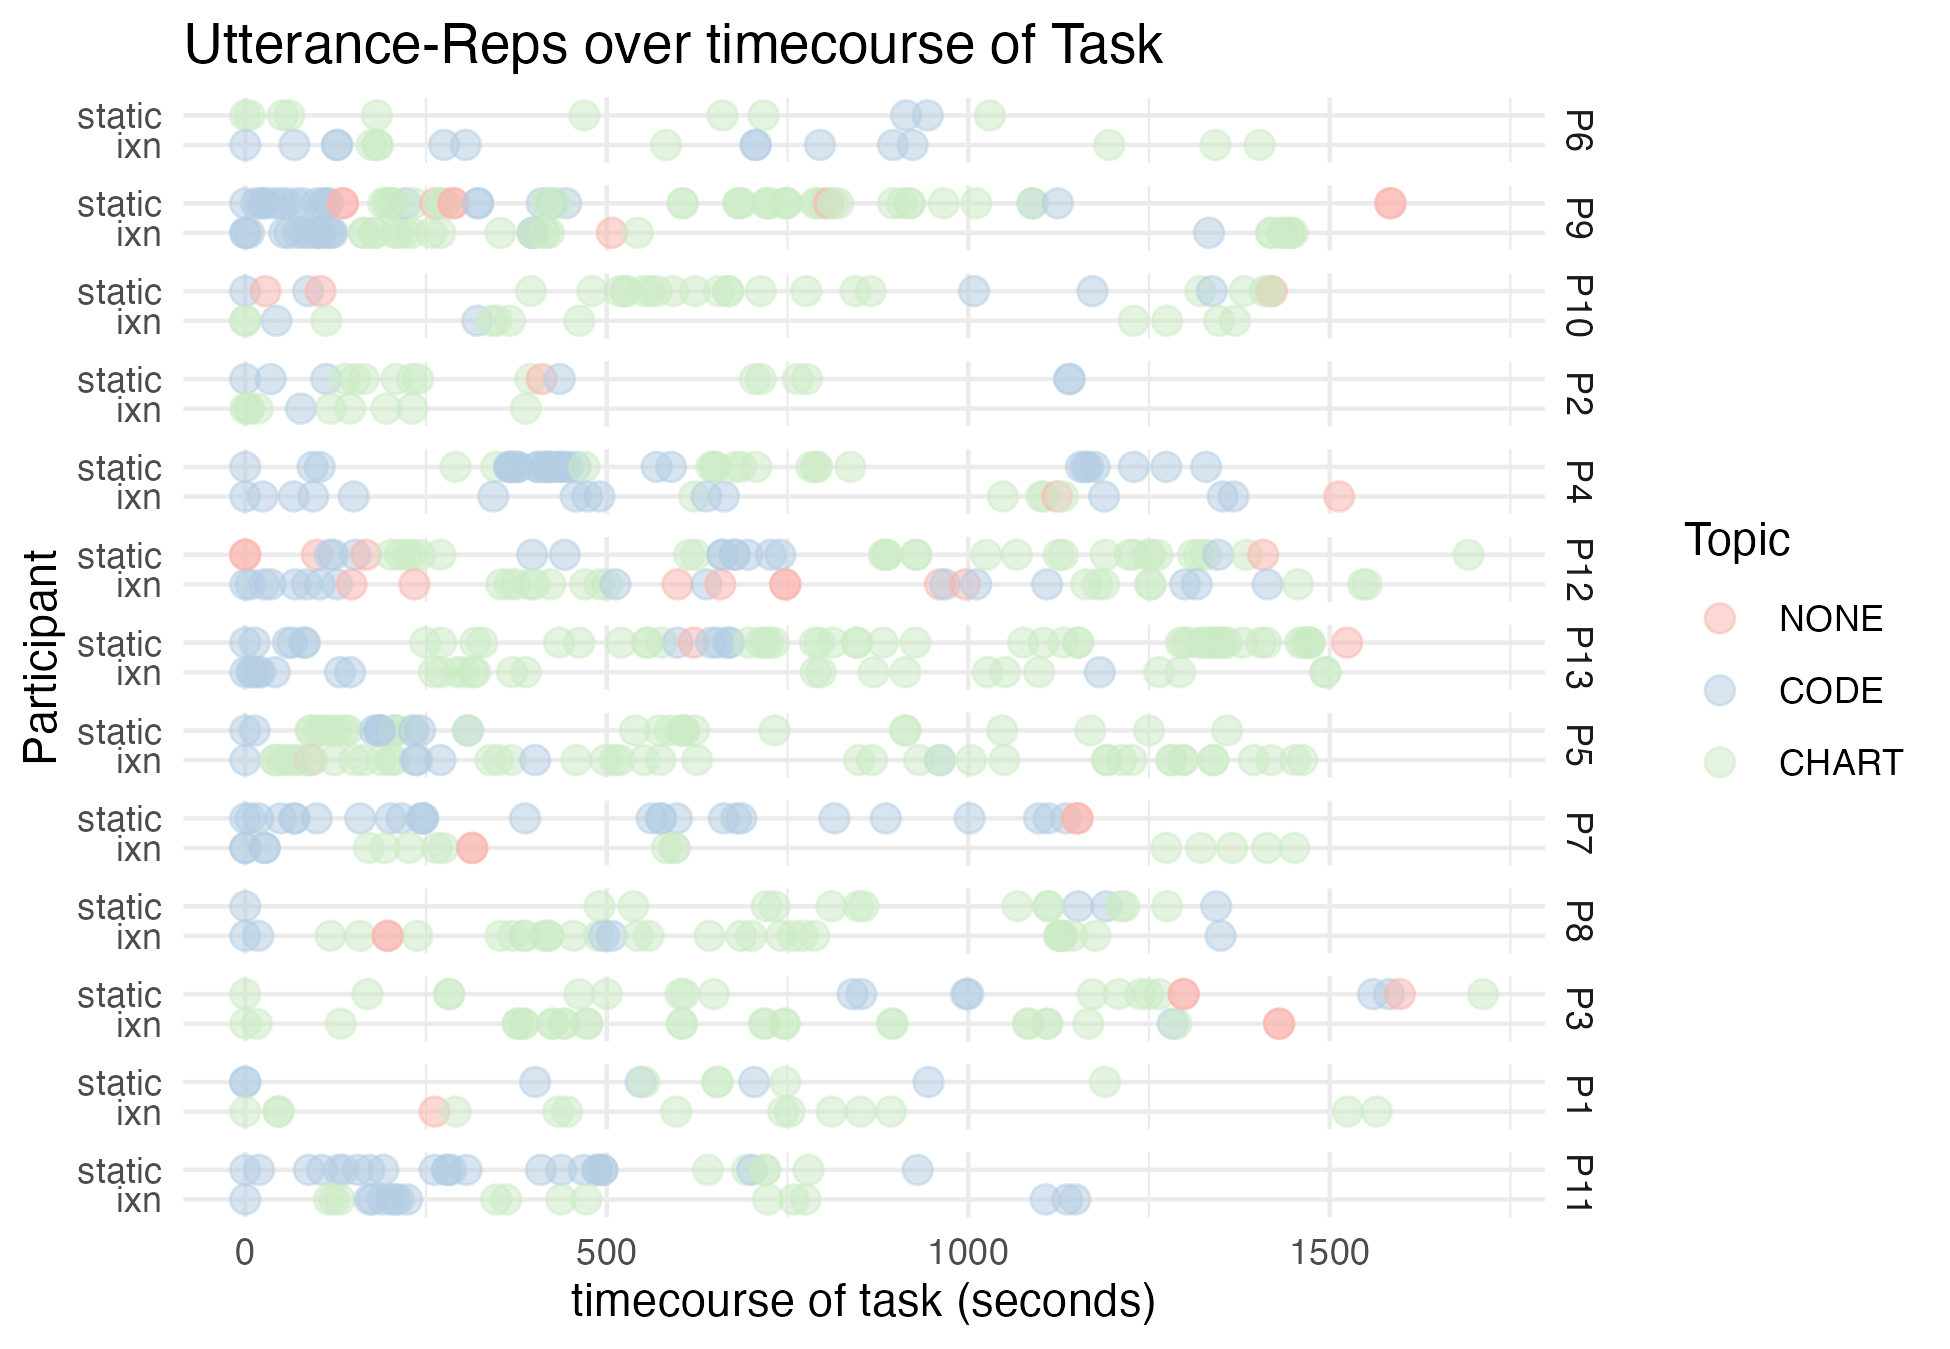 Utterance-Reps over timecourse of Task
static
ixn
P6
static
ixn
P9
static
ixn
P10
static
ixn
P2
static
ixn
P4
static
ixn
P12
static
ixn
P13
static
ixn
P5
static
ixn
P7
static
ixn
P8
static
ixn
P3
static
ixn
P1
static
ixn
P11
Participant
0 500 1000 1500
timecourse of task (seconds)
Topic
NONE
CODE
CHART